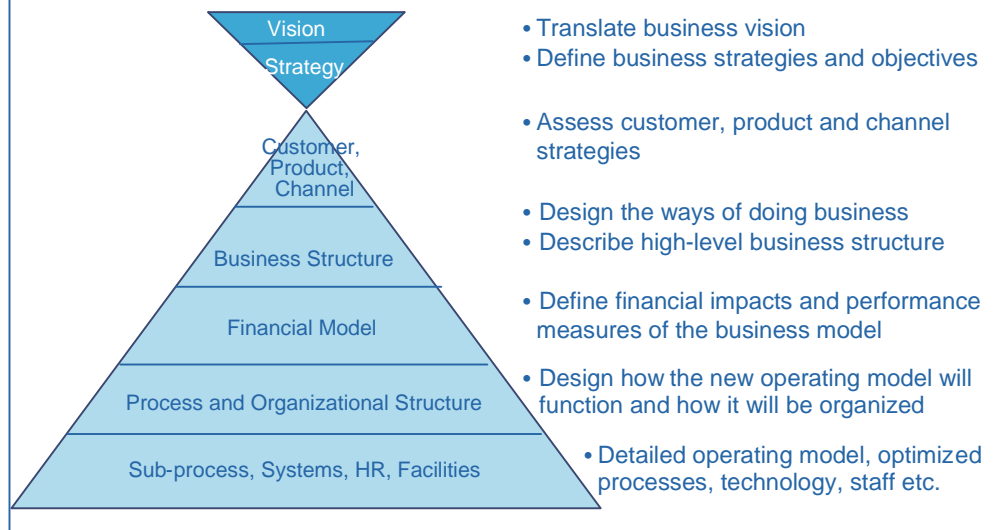 Vision
Strategy
• Translate business vision
• Define business strategies and objectives
Customer,
Product,
Channel
• Assess customer, product and channel
strategies
Business Structure
• Design the ways of doing business
• Describe high-level business structure
Financial Model
• Define financial impacts and performance
measures of the business model
Process and Organizational Structure
• Design how the new operating model will
function and how it will be organized
Sub-process, Systems, HR, Facilities
• Detailed operating model, optimized
processes, technology, staff etc.